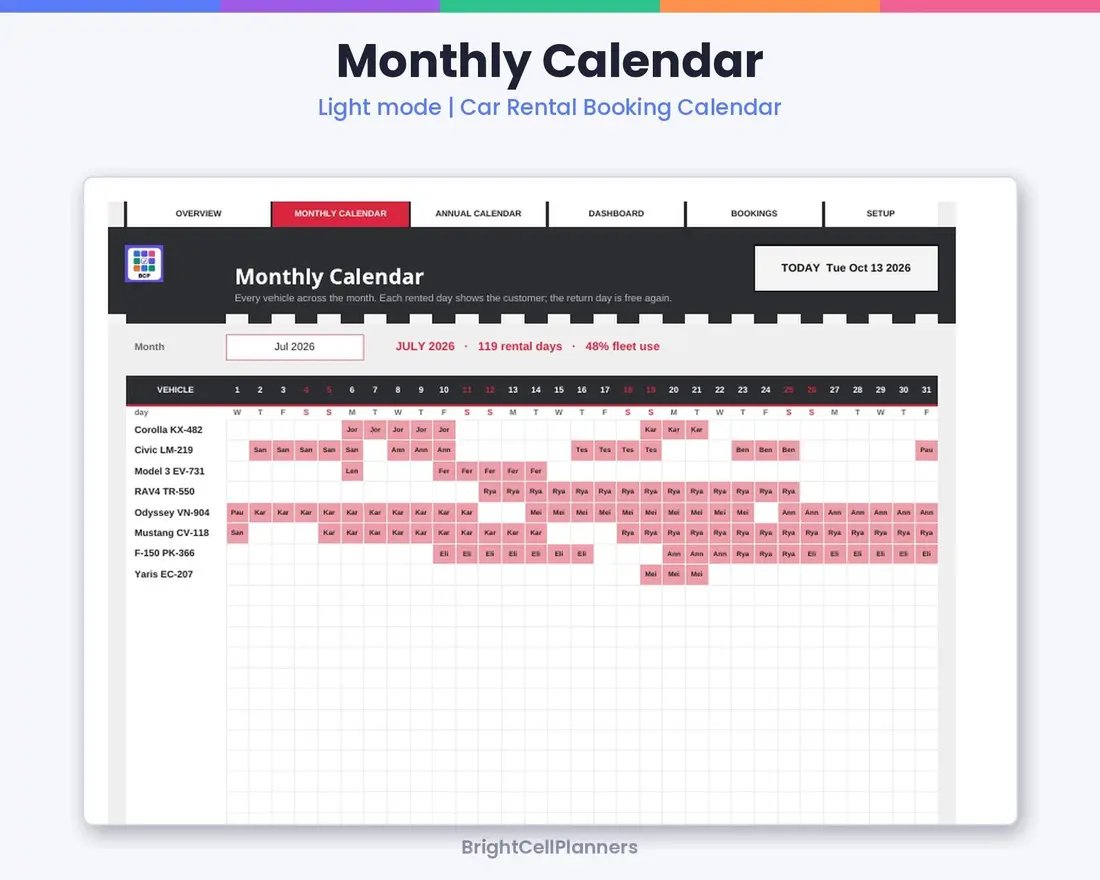 Monthly Calendar
Light mode | Car Rental Booking Calendar
OVERVIEW MONTHLY CALENDAR ANNUAL CALENDAR DASHBOARD BOOKINGS SETUP
BCP
Monthly Calendar
Every vehicle across the month. Each rented day shows the customer; the return day is free again.
TODAY Tue Oct 13 2026
Month Jul 2026 JULY 2026 · 119 rental days · 48% fleet use
VEHICLE 1 2 3 4 5 6 7 8 9 10 11 12 13 14 15 16 17 18 19 20 21 22 23 24 25 26 27 28 29 30 31
day W T F S S M T W T F S S M T W T F S S M T W T F S S M T W T F
Corolla KX-482 Jor Jor Jor Jor Jor Kar Kar Kar
Civic LM-219 San San San San San Ann Ann Ann Tes Tes Tes Tes Ben Ben Ben Pau
Model 3 EV-731 Len Fer Fer Fer Fer Fer
RAV4 TR-550 Rya Rya Rya Rya Rya Rya Rya Rya Rya Rya Rya Rya Rya Rya
Odyssey VN-904 Pau Kar Kar Kar Kar Kar Kar Kar Kar Kar Kar Mei Mei Mei Mei Mei Mei Mei Mei Mei Mei Ann Ann Ann Ann Ann Ann Ann
Mustang CV-118 San Kar Kar Kar Kar Kar Kar Kar Kar Kar Kar Rya Rya Rya Rya Rya Rya Rya Rya Rya Rya Rya Rya Rya Rya
F-150 PK-366 Eli Eli Eli Eli Eli Eli Eli Ann Ann Ann Rya Rya Rya Eli Eli Eli Eli Eli Eli
Yaris EC-207 Mei Mei Mei
BrightCellPlanners